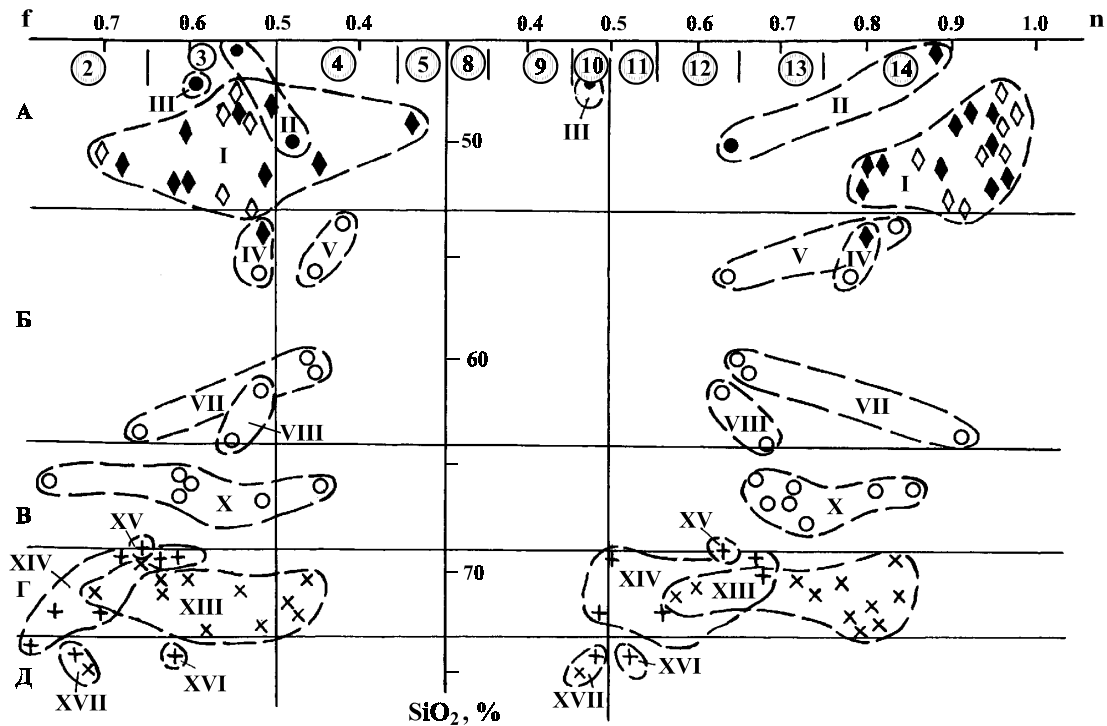 f 0.7 0.6 0.5 0.4 0.4 0.5 0.6 0.7 0.8 0.9 1.0 n
2 3 4 5 8 9 10 11 12 13 14
III II III II
А 50
I I
IV V V IV
Б
60
VII VII
VIII VIII
X X
В
XV XV
XIV XIV
Г 70
XIII XIII
XVI XVI
Д
XVII XVII
SiO₂, %